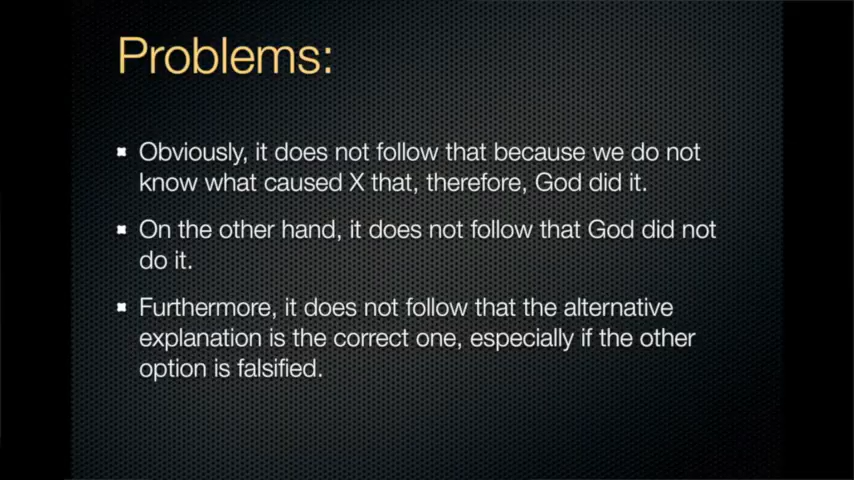 Problems:
Obviously, it does not follow that because we do not
know what caused X that, therefore, God did it.
On the other hand, it does not follow that God did not
do it.
Furthermore, it does not follow that the alternative
explanation is the correct one, especially if the other
option is falsified.